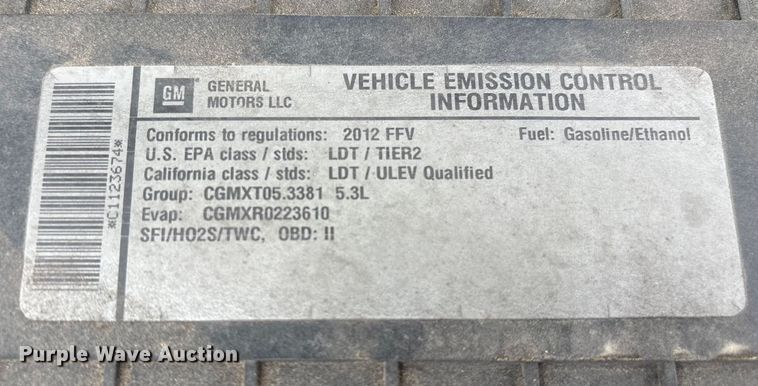 GM GENERAL MOTORS LLC
VEHICLE EMISSION CONTROL
INFORMATION
Conforms to regulations: 2012 FFV Fuel: Gasoline/Ethanol
U.S. EPA class / stds: LDT / TIER2
California class / stds: LDT / ULEV Qualified
Group: CGMXT05.3381 5.3L
Evap: CGMXR0223610
SFI/HO2S/TWC, OBD: II
*C1123674*
Purple Wave Auction